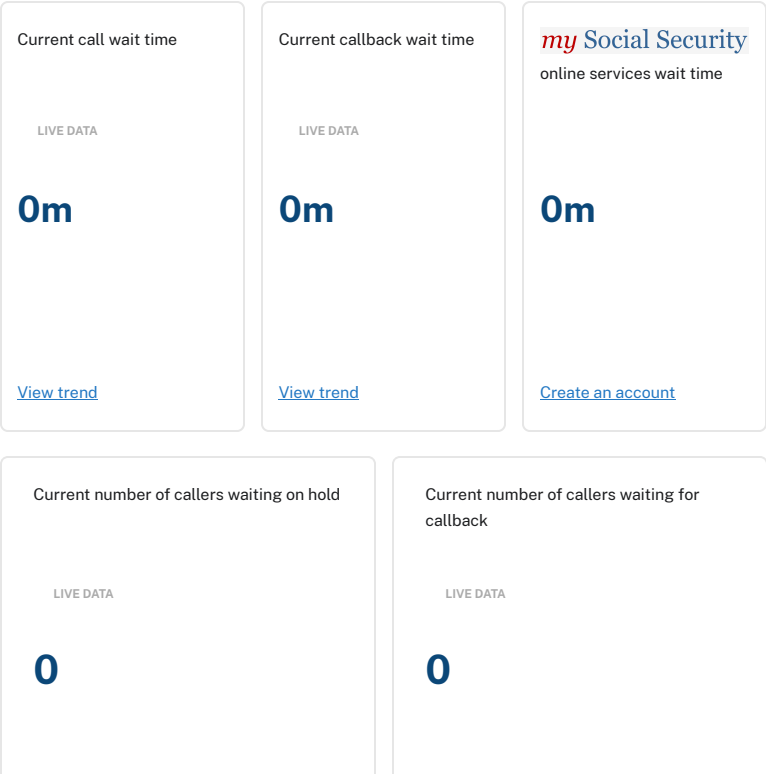 Current call wait time
LIVE DATA
0m
View trend
Current callback wait time
LIVE DATA
0m
View trend
my Social Security
online services wait time
0m
Create an account
Current number of callers waiting on hold
LIVE DATA
0
Current number of callers waiting for
callback
LIVE DATA
0